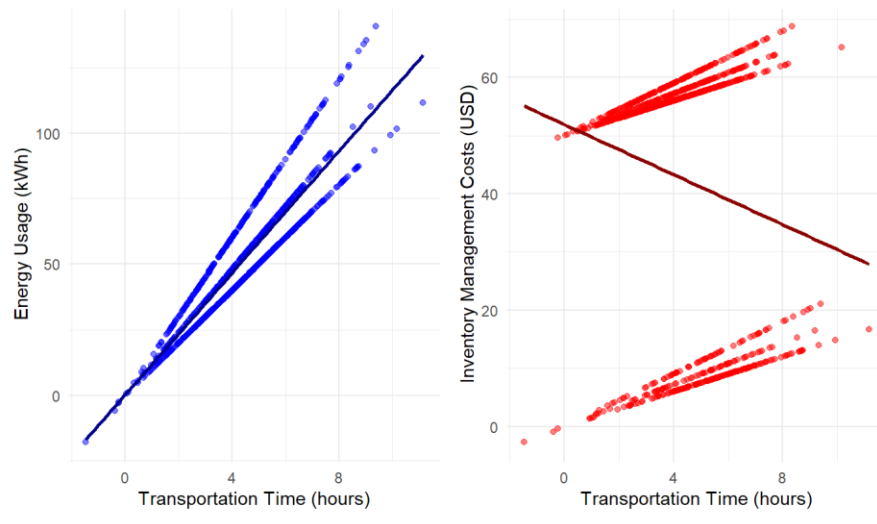 Energy Usage (kWh)
100
50
0
0 4 8
Transportation Time (hours)
Inventory Management Costs (USD)
60
40
20
0
0 4 8
Transportation Time (hours)